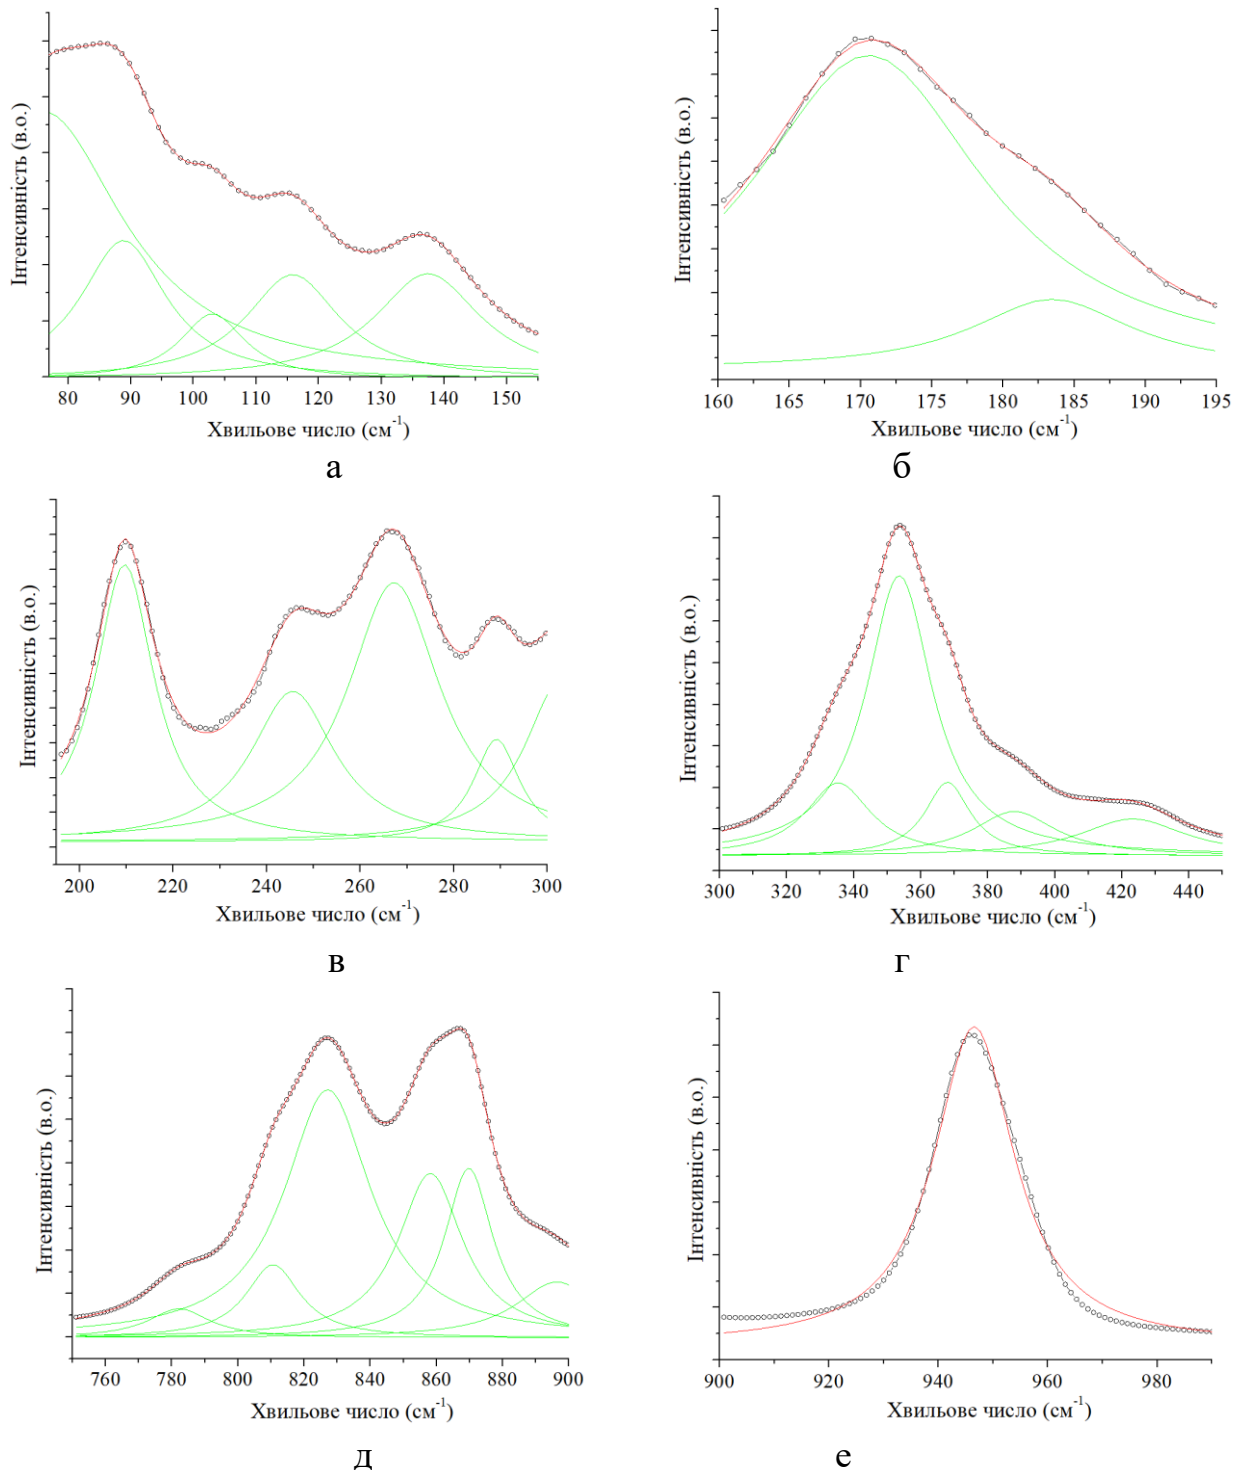 Інтенсивність (в.о.)
80 90 100 110 120 130 140 150
Хвильове число (см⁻¹)
а
Інтенсивність (в.о.)
160 165 170 175 180 185 190 195
Хвильове число (см⁻¹)
б
Інтенсивність (в.о.)
200 220 240 260 280 300
Хвильове число (см⁻¹)
в
Інтенсивність (в.о.)
300 320 340 360 380 400 420 440
Хвильове число (см⁻¹)
г
Інтенсивність (в.о.)
760 780 800 820 840 860 880 900
Хвильове число (см⁻¹)
д
Інтенсивність (в.о.)
900 920 940 960 980
Хвильове число (см⁻¹)
е